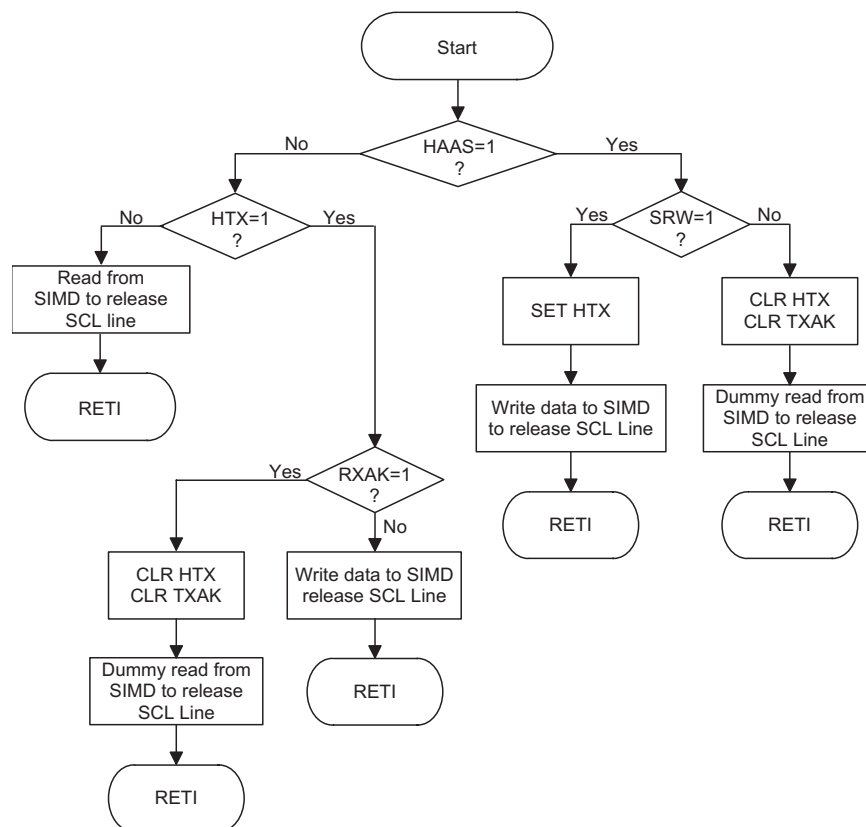 Start
HAAS=1
?
No
Yes
HTX=1
?
No
Yes
SRW=1
?
Yes
No
Read from
SIMD to release
SCL line
SET HTX
CLR HTX
CLR TXAK
RETI
Write data to SIMD
to release SCL Line
Dummy read from
SIMD to release
SCL Line
RXAK=1
?
Yes
No
RETI
RETI
CLR HTX
CLR TXAK
Write data to SIMD
release SCL Line
Dummy read from
SIMD to release
SCL Line
RETI
RETI